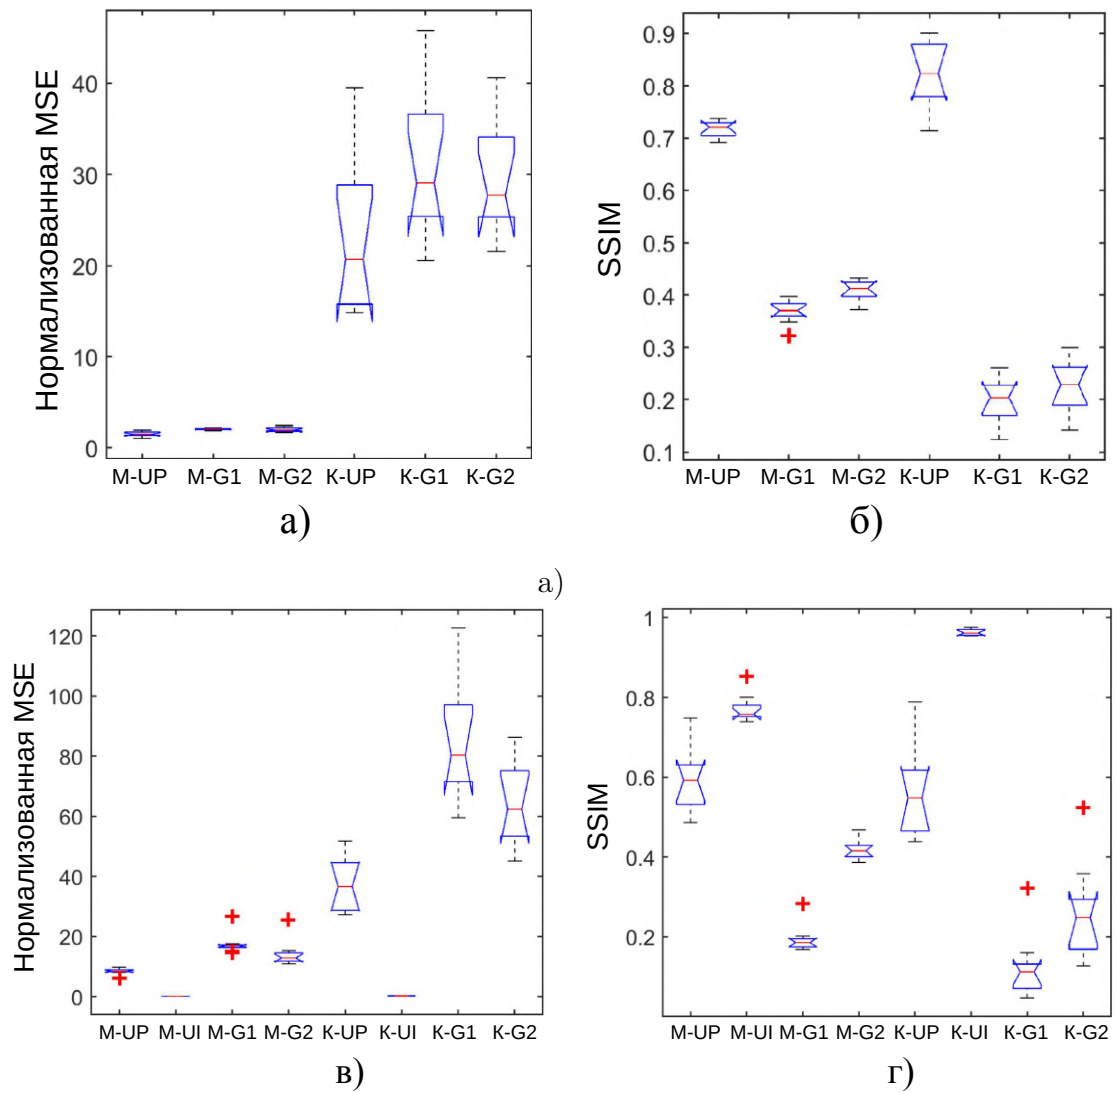 Нормализованная MSE
40
30
20
10
0
М-UP М-G1 М-G2 К-UP К-G1 К-G2
а)
SSIM
0.9
0.8
0.7
0.6
0.5
0.4
0.3
0.2
0.1
М-UP М-G1 М-G2 К-UP К-G1 К-G2
б)
а)
Нормализованная MSE
120
100
80
60
40
20
0
М-UP М-UI М-G1 М-G2 К-UP К-UI К-G1 К-G2
в)
SSIM
1
0.8
0.6
0.4
0.2
М-UP М-UI М-G1 М-G2 К-UP К-UI К-G1 К-G2
г)